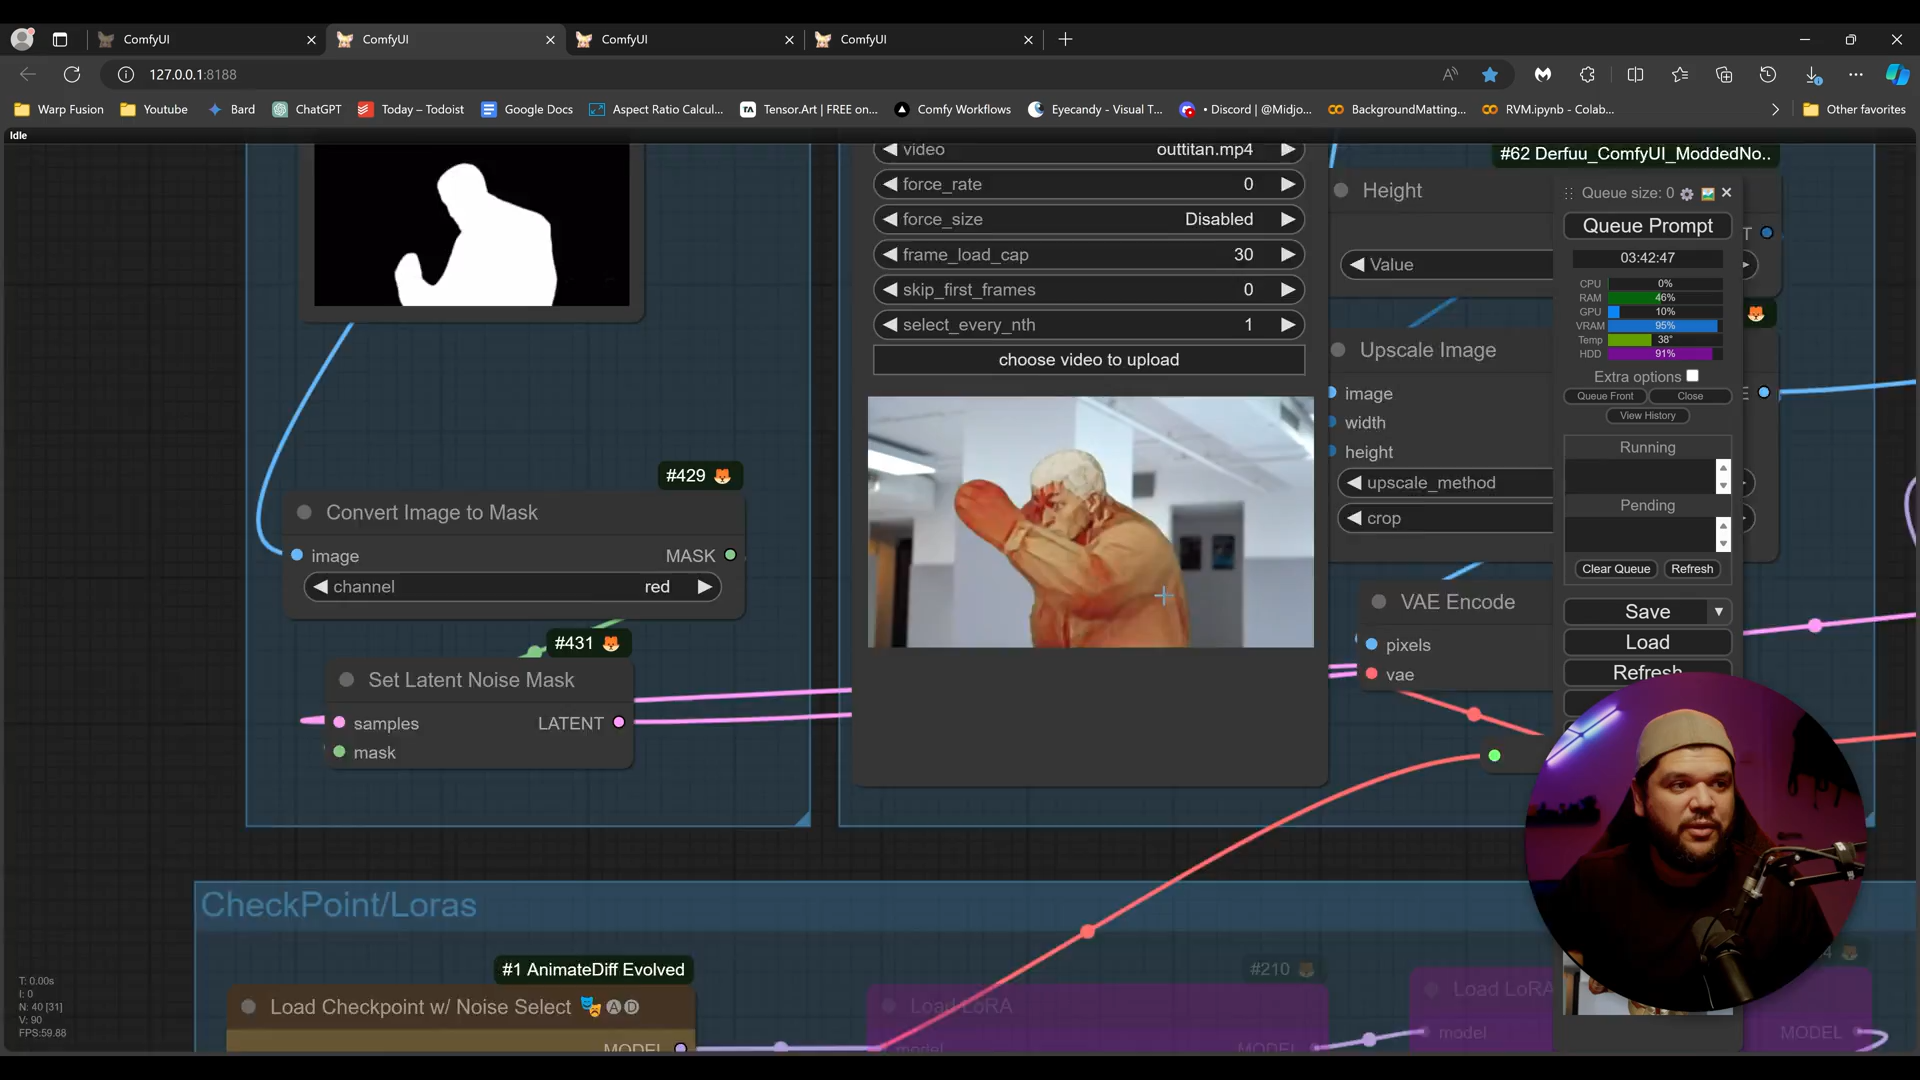 ComfyUI
ComfyUI
ComfyUI
ComfyUI
127.0.0.1:8188
Warp Fusion
Youtube
Bard
ChatGPT
Today – Todoist
Google Docs
Aspect Ratio Calcul...
Tensor.Art | FREE on...
Comfy Workflows
Eyecandy - Visual T...
• Discord | @Midjo...
BackgroundMatting...
RVM.ipynb - Colab...
Other favorites
Idle
video outtitan.mp4
force_rate 0
force_size Disabled
frame_load_cap 30
skip_first_frames 0
select_every_nth 1
choose video to upload
#62 Derfuu_ComfyUI_ModdedNo..
Height
Value
Upscale Image
image
width
height
upscale_method
crop
VAE Encode
pixels
vae
Queue size: 0
Queue Prompt
03:42:47
CPU 0%
RAM 46%
GPU 10%
VRAM 95%
Temp 38°
HDD 91%
Extra options
Queue Front Close
View History
Running
Pending
Clear Queue Refresh
Save
Load
Refresh
#429
Convert Image to Mask
image MASK
channel red
#431
Set Latent Noise Mask
samples LATENT
mask
CheckPoint/Loras
#1 AnimateDiff Evolved
Load Checkpoint w/ Noise Select
MODEL
#210
Load LoRA
model MODEL
Load LoRA
model MODEL
T: 0.00s
I: 0
N: 40 [31]
V: 90
FPS:59.88